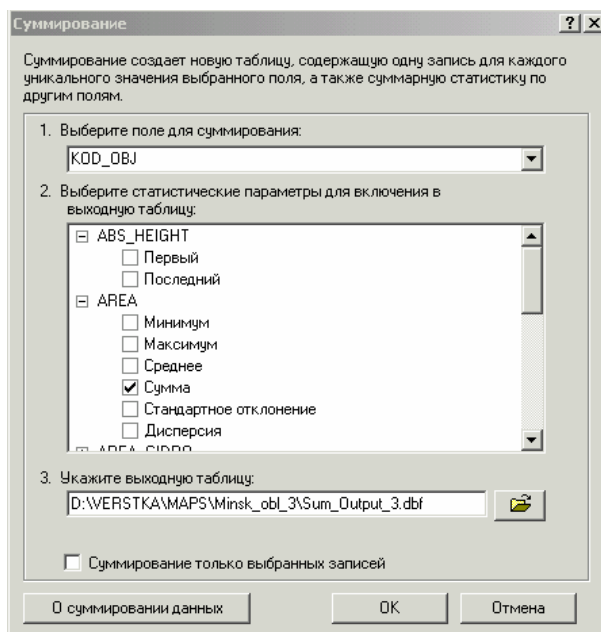 Суммирование
Суммирование создает новую таблицу, содержащую одну запись для каждого
уникального значения выбранного поля, а также суммарную статистику по
другим полям.
1. Выберите поле для суммирования:
KOD_OBJ
2. Выберите статистические параметры для включения в
выходную таблицу:
ABS_HEIGHT
Первый
Последний
AREA
Минимум
Максимум
Среднее
Сумма
Стандартное отклонение
Дисперсия
3. Укажите выходную таблицу:
D:\VERSTKA\MAPS\Minsk_obl_3\Sum_Output_3.dbf
Суммирование только выбранных записей
О суммировании данных
OK
Отмена